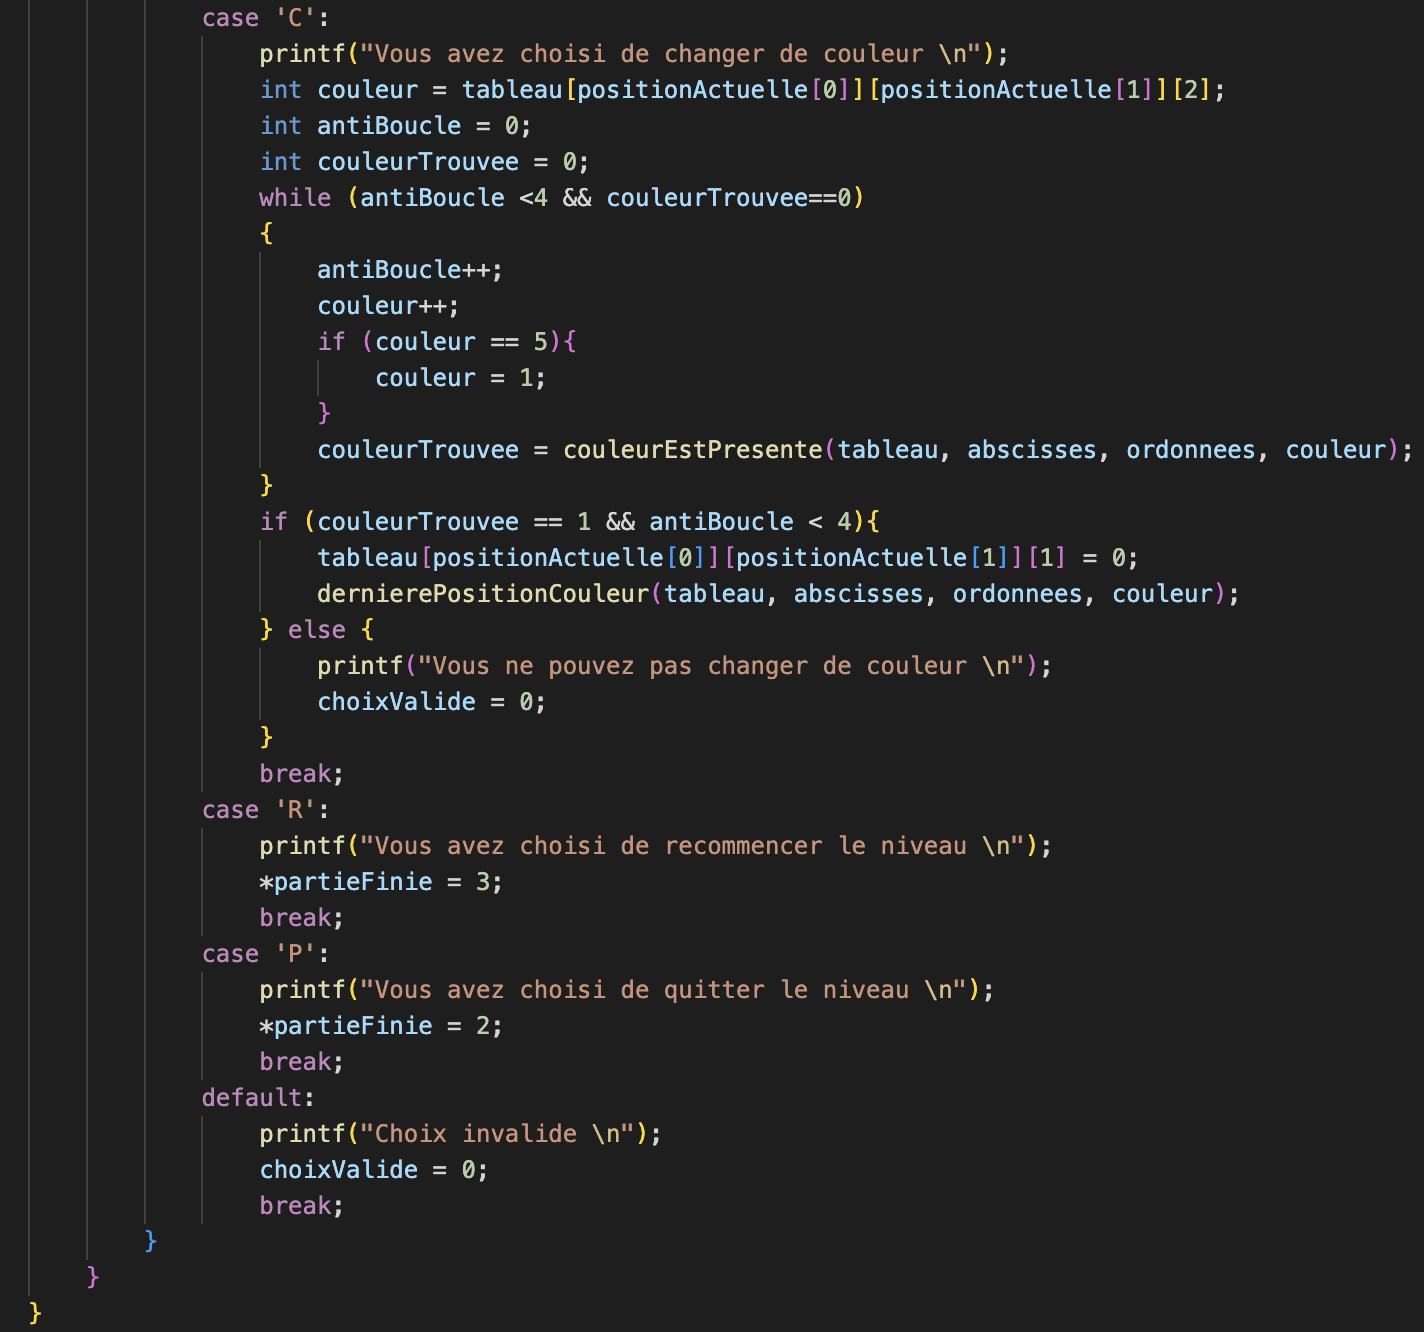 case 'C':
printf("Vous avez choisi de changer de couleur \n");
int couleur = tableau[positionActuelle[0]][positionActuelle[1]][2];
int antiBoucle = 0;
int couleurTrouvee = 0;
while (antiBoucle <4 && couleurTrouvee==0)
{
antiBoucle++;
couleur++;
if (couleur == 5){
couleur = 1;
}
couleurTrouvee = couleurEstPresente(tableau, abscisses, ordonnees, couleur);
}
if (couleurTrouvee == 1 && antiBoucle < 4){
tableau[positionActuelle[0]][positionActuelle[1]][1] = 0;
dernierePositionCouleur(tableau, abscisses, ordonnees, couleur);
} else {
printf("Vous ne pouvez pas changer de couleur \n");
choixValide = 0;
}
break;
case 'R':
printf("Vous avez choisi de recommencer le niveau \n");
*partieFinie = 3;
break;
case 'P':
printf("Vous avez choisi de quitter le niveau \n");
*partieFinie = 2;
break;
default:
printf("Choix invalide \n");
choixValide = 0;
break;
}
}
}